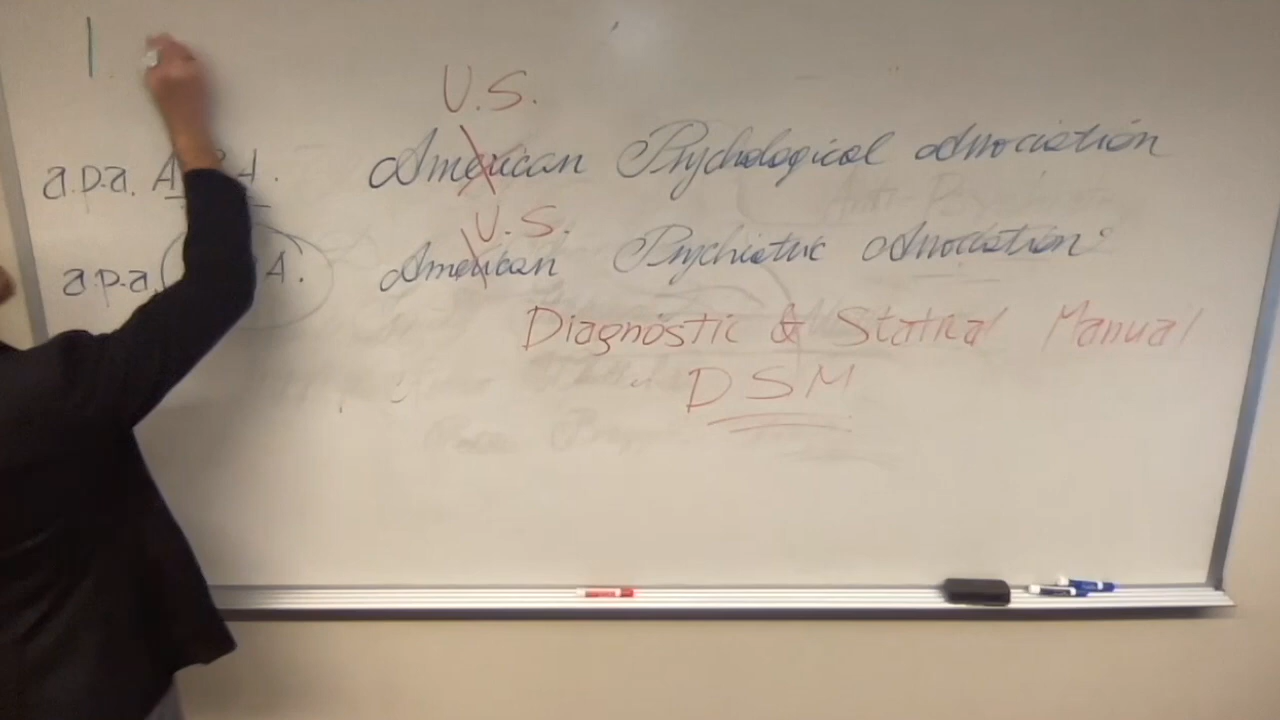 U.S.
a.p.a. A.P.A. American Psychological Association
U.S.
a.p.a. A. American Psychiatric Association
Diagnostic & Statical Manual
DSM